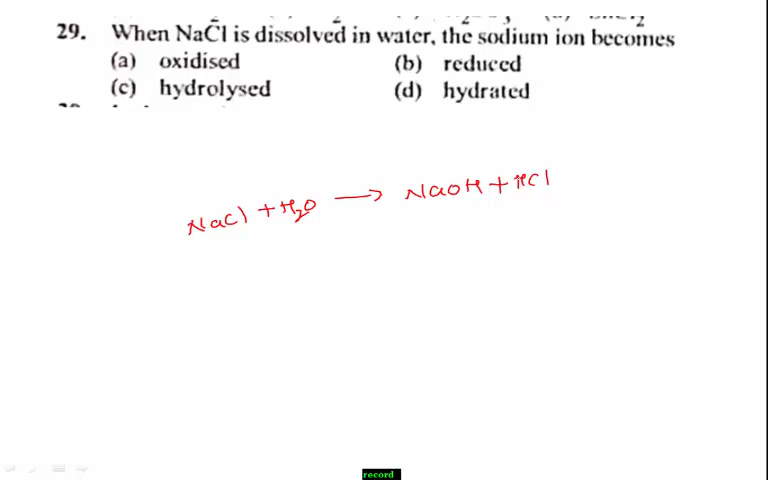 29. When NaCl is dissolved in water, the sodium ion becomes
(a) oxidised (b) reduced
(c) hydrolysed (d) hydrated
NaCl + H2O → NaOH + HCl
record